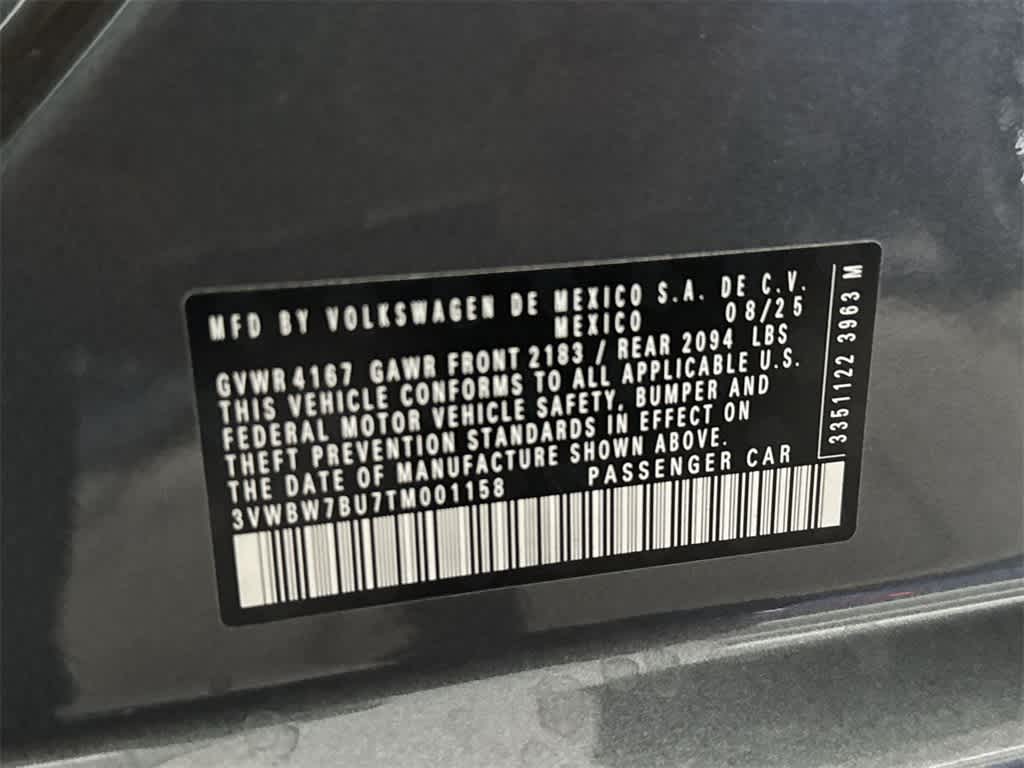 MFD BY VOLKSWAGEN DE MEXICO S.A. DE C.V.
MEXICO 08/25
GVWR 4167 GAWR FRONT 2183 / REAR 2094 LBS
THIS VEHICLE CONFORMS TO ALL APPLICABLE U.S.
FEDERAL MOTOR VEHICLE SAFETY, BUMPER AND
THEFT PREVENTION STANDARDS IN EFFECT ON
THE DATE OF MANUFACTURE SHOWN ABOVE.
3VWBW7BU7TM001158 PASSENGER CAR
3351122 3963 M